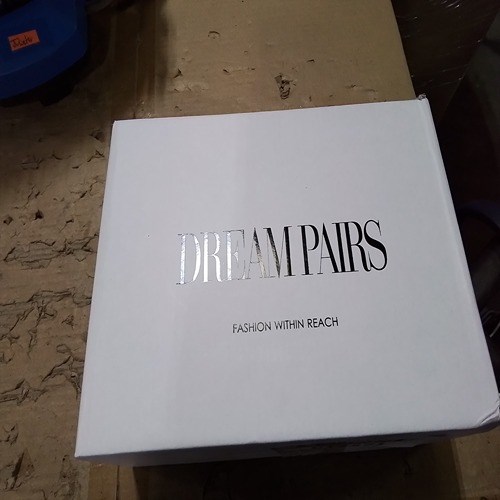 DREAM PAIRS
FASHION WITHIN REACH